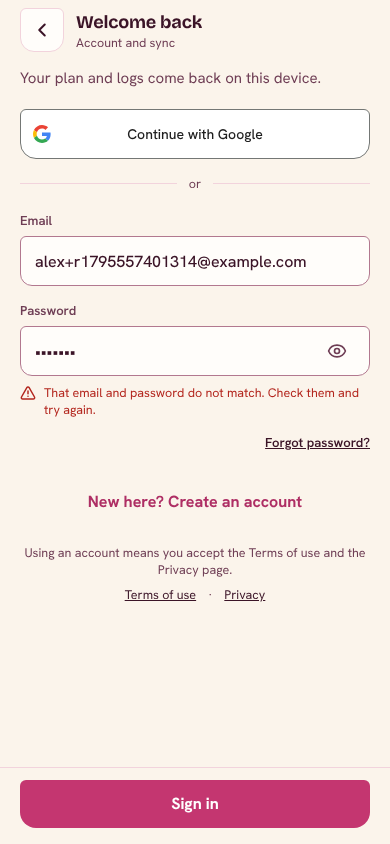 Welcome back
Account and sync
Your plan and logs come back on this device.
Continue with Google
or
Email
alex+r1795557401314@example.com
Password
•••••••
That email and password do not match. Check them and
try again.
Forgot password?
New here? Create an account
Using an account means you accept the Terms of use and the
Privacy page.
Terms of use · Privacy
Sign in